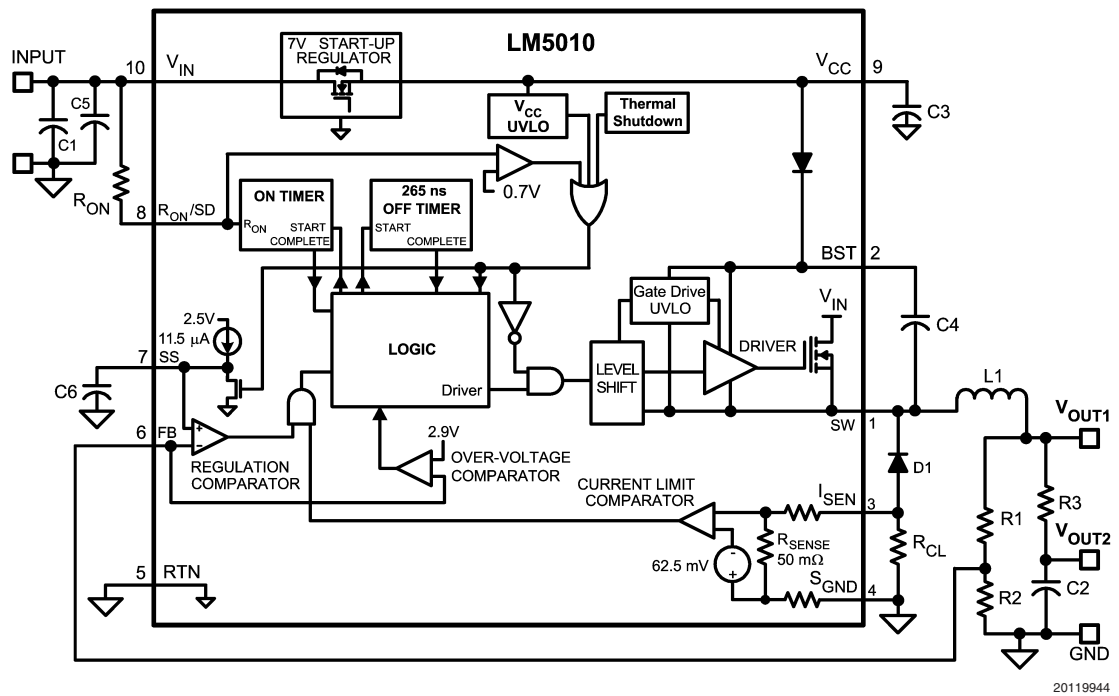 LM5010
INPUT
10
V_IN
7V START-UP
REGULATOR
V_CC
9
C5
C1
C3
V_CC
UVLO
Thermal
Shutdown
0.7V
R_ON
8
R_ON/SD
ON TIMER
R_ON
START
COMPLETE
265 ns
OFF TIMER
START
COMPLETE
BST
2
Gate Drive
UVLO
V_IN
C4
2.5V
11.5 µA
7
SS
C6
LOGIC
Driver
LEVEL
SHIFT
DRIVER
L1
SW
1
V_OUT1
6
FB
REGULATION
COMPARATOR
2.9V
OVER-VOLTAGE
COMPARATOR
D1
CURRENT LIMIT
COMPARATOR
I_SEN
3
R1
R3
62.5 mV
-
+
R_SENSE
50 mΩ
R_CL
V_OUT2
5
RTN
S_GND
4
R2
C2
GND
20119944